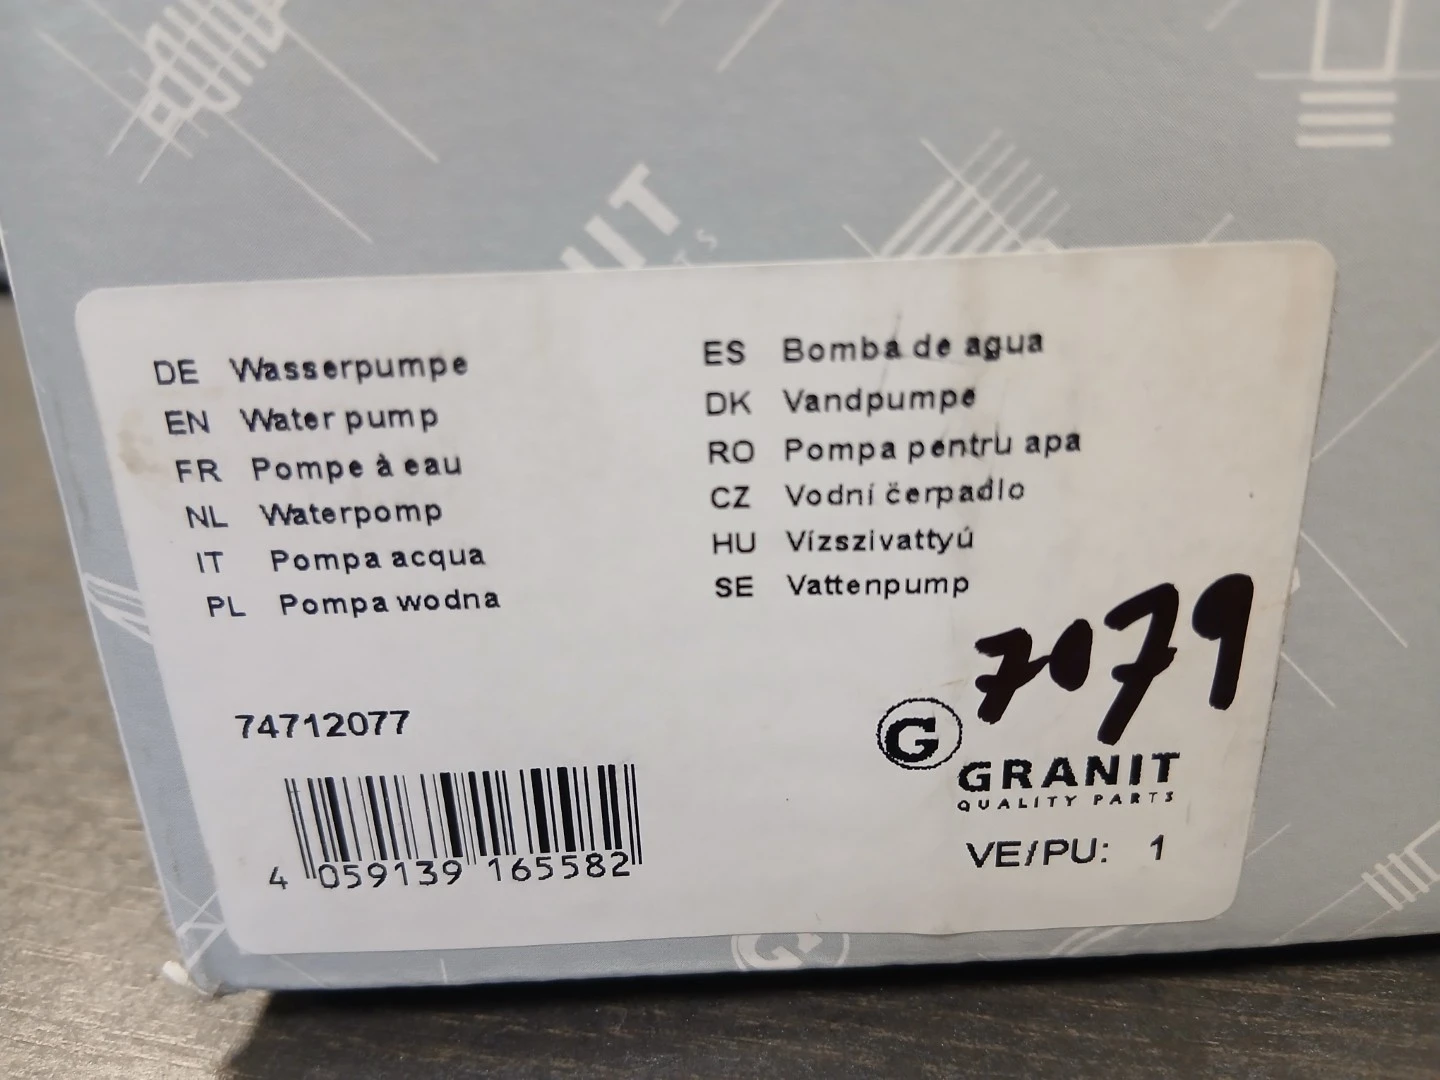 DE Wasserpumpe
EN Water pump
FR Pompe à eau
NL Waterpomp
IT Pompa acqua
PL Pompa wodna
ES Bomba de agua
DK Vandpumpe
RO Pompa pentru apa
CZ Vodní čerpadlo
HU Vízszivattyú
SE Vattenpump
7079
74712077
4 059139 165582
G
GRANIT
QUALITY PARTS
VE/PU: 1
G